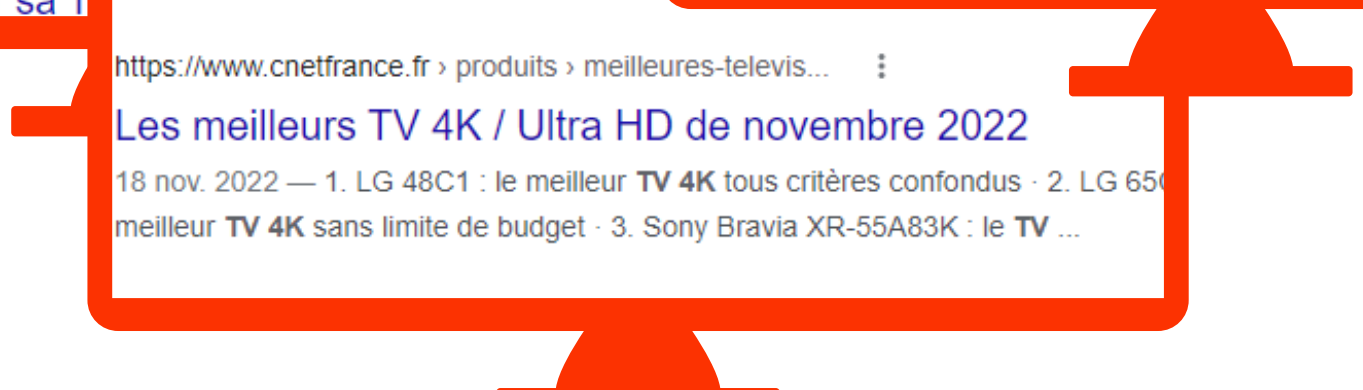 sa
https://www.cnetfrance.fr › produits › meilleures-televis...
Les meilleurs TV 4K / Ultra HD de novembre 2022
18 nov. 2022 — 1. LG 48C1 : le meilleur TV 4K tous critères confondus · 2. LG
meilleur TV 4K sans limite de budget · 3. Sony Bravia XR-55A83K : le TV ...